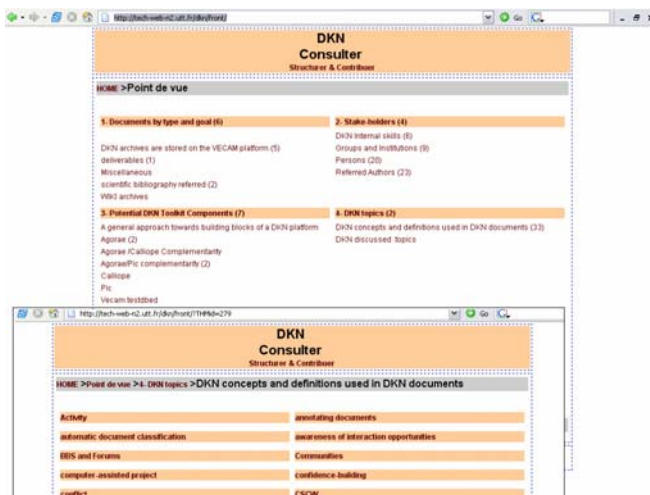 http://tech-web-n2.utt.fr/dkn/front/
Go
DKN
Consulter
Structurer & Contribuer
HOME >Point de vue
1- Documents by type and goal (6)
DKN archives are stored on the VECAM platform (5)
deliverables (1)
Miscellaneous
scientific bibliography referred (2)
Wiki archives
2- Stake-holders (4)
DKN Internal skills (8)
Groups and Institutions (9)
Persons (20)
Referred Authors (23)
3- Potential DKN Toolkit Components (7)
A general approach towards building blocks of a DKN platform
Agorae (2)
Agorae /Calliope Complementarity
Agorae/Pic complementarity (2)
Calliope
Pic
Vecam testdbed
4- DKN topics (2)
DKN concepts and definitions used in DKN documents (33)
DKN discussed topics
http://tech-web-n2.utt.fr/dkn/front/?THMid=279
Go
DKN
Consulter
Structurer & Contribuer
HOME >Point de vue >4- DKN topics >DKN concepts and definitions used in DKN documents
Activity
annotating documents
automatic document classification
awareness of interaction opportunities
BBS and Forums
Communities
computer-assisted project
confidence-building
conflict
CSCW